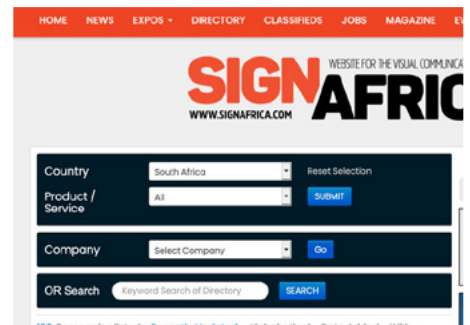 HOME NEWS EXPOS DIRECTORY CLASSIFIEDS JOBS MAGAZINE
SIGN AFRIC
WEBSITE FOR THE VISUAL COMMUNICA
WWW.SIGNAFRICA.COM
Country South Africa Reset Selection
Product / Service All SUBMIT
Company Select Company Go
OR Search Keyword Search of Directory SEARCH